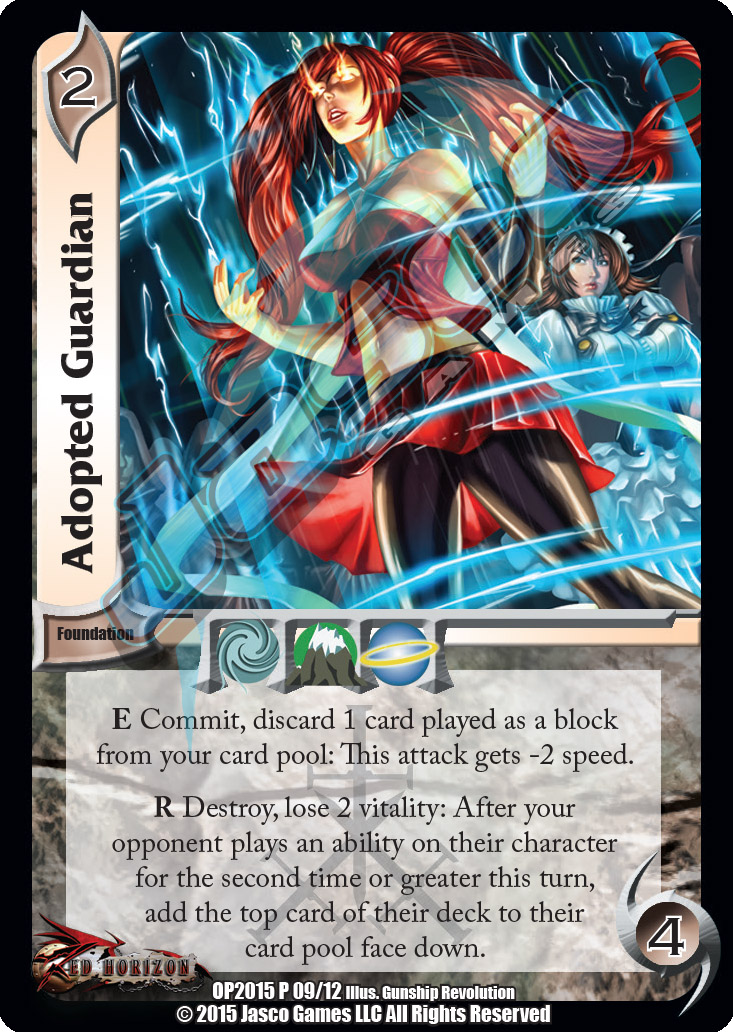 2
Adopted Guardian
Foundation
E Commit, discard 1 card played as a block
from your card pool: This attack gets -2 speed.
R Destroy, lose 2 vitality: After your
opponent plays an ability on their character
for the second time or greater this turn,
add the top card of their deck to their
card pool face down.
4
RED HORIZON
OP2015 P 09/12 Illus. Gunship Revolution
© 2015 Jasco Games LLC All Rights Reserved